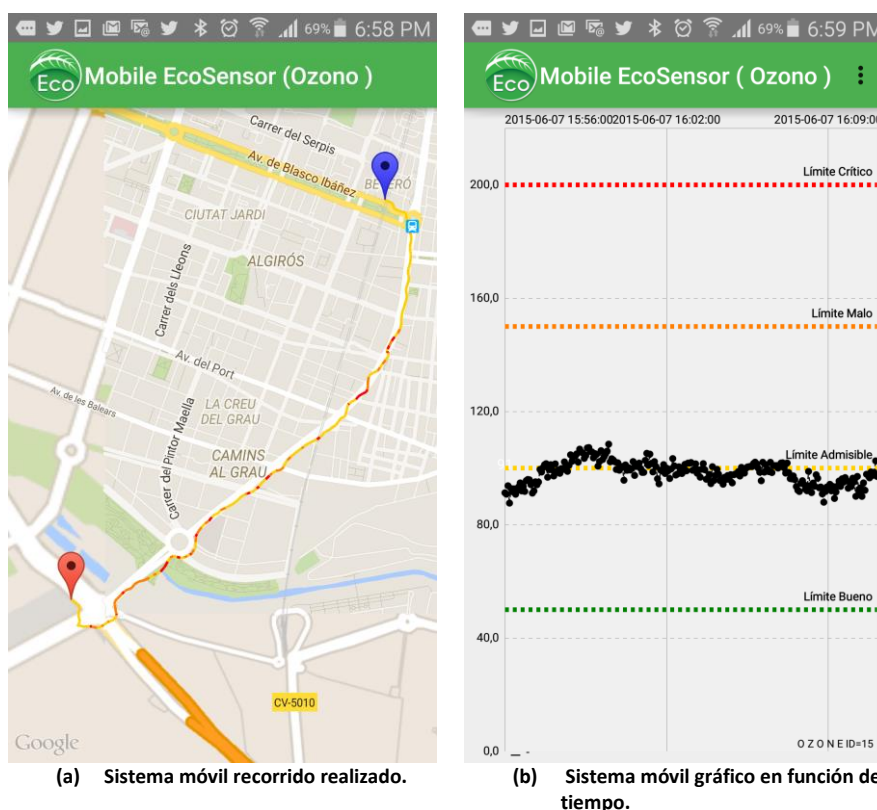 69% 6:58 PM
Eco Mobile EcoSensor (Ozono )
Carrer del Serpis
Av. de Blasco Ibáñez
CIUTAT JARDI
ALGIRÓS
Carrer dels Lleons
Av. del Port
Av. de les Balears
LA CREU
DEL GRAU
Carrer del Pintor Maella
CAMINS
AL GRAU
CV-5010
Google
(a) Sistema móvil recorrido realizado.
69% 6:59 PM
Eco Mobile EcoSensor ( Ozono )
2015-06-07 15:56:00 2015-06-07 16:02:00 2015-06-07 16:09:00
Límite Crítico
200,0
160,0
Límite Malo
120,0
Límite Admisible
80,0
Límite Bueno
40,0
0,0
O Z O N E ID=15
(b) Sistema móvil gráfico en función de
tiempo.